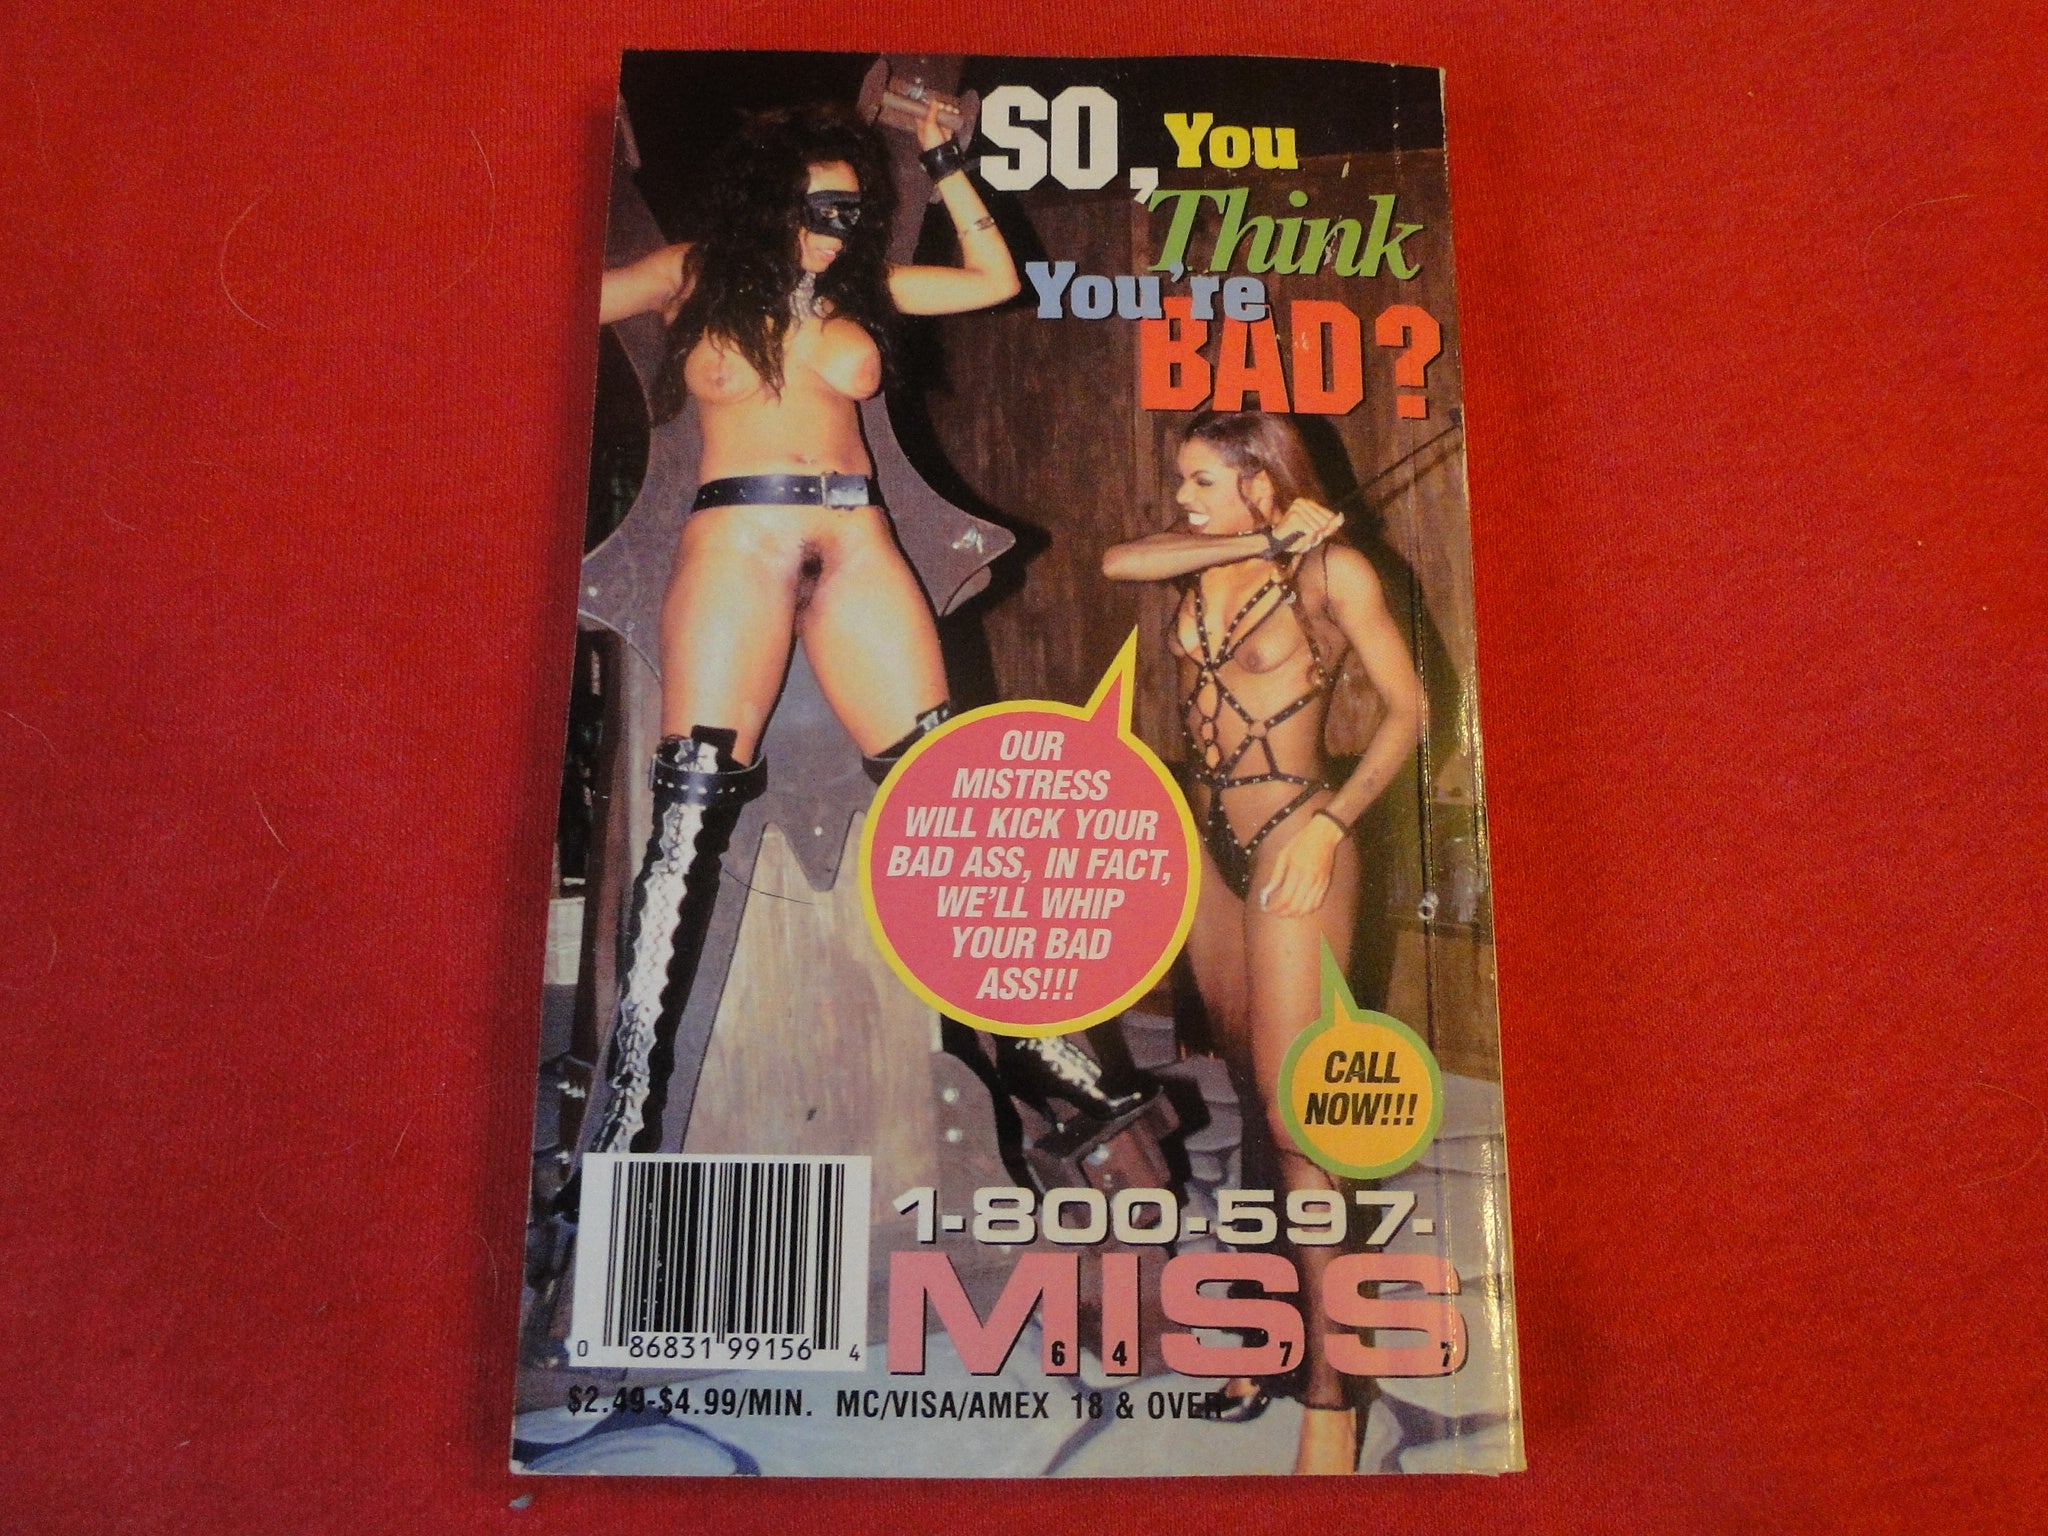 SO, You
Think
You're
BAD?
OUR
MISTRESS
WILL KICK YOUR
BAD ASS, IN FACT,
WE'LL WHIP
YOUR BAD
ASS!!!
CALL
NOW!!!
1-800-597-
MISS
6 4 7 7
0 86831 99156 4
$2.49-$4.99/MIN. MC/VISA/AMEX 18 & OVER